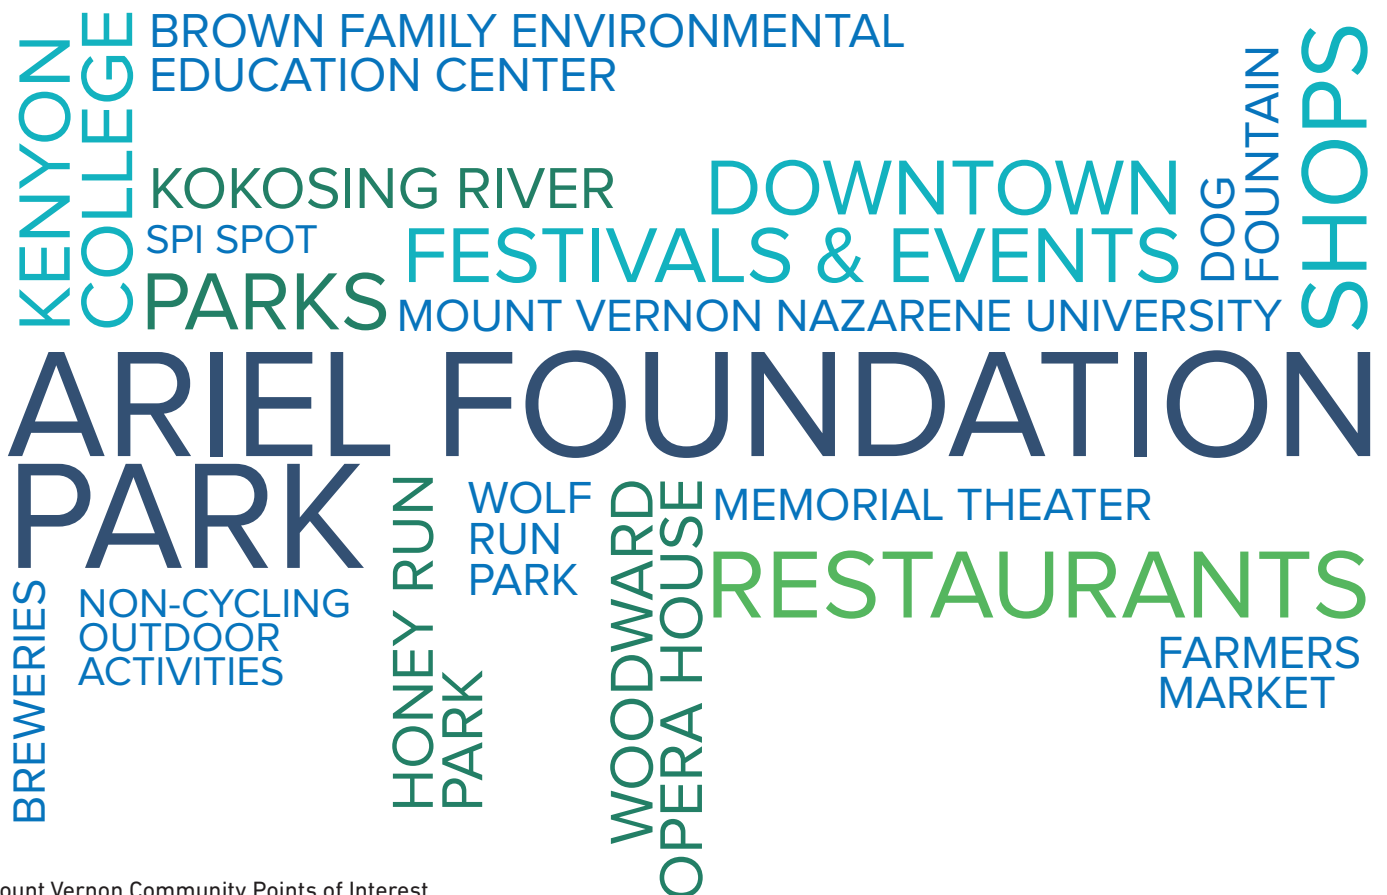 KENYON
COLLEGE
BROWN FAMILY ENVIRONMENTAL
EDUCATION CENTER
KOKOSING RIVER
SPI SPOT
PARKS
DOWNTOWN
FESTIVALS & EVENTS
MOUNT VERNON NAZARENE UNIVERSITY
DOG
FOUNTAIN
SHOPS
ARIEL FOUNDATION
PARK
BREWERIES
NON-CYCLING
OUTDOOR
ACTIVITIES
HONEY RUN
PARK
WOLF
RUN
PARK
WOODWARD
OPERA HOUSE
MEMORIAL THEATER
RESTAURANTS
FARMERS
MARKET
ount Vernon Community Points of Interest